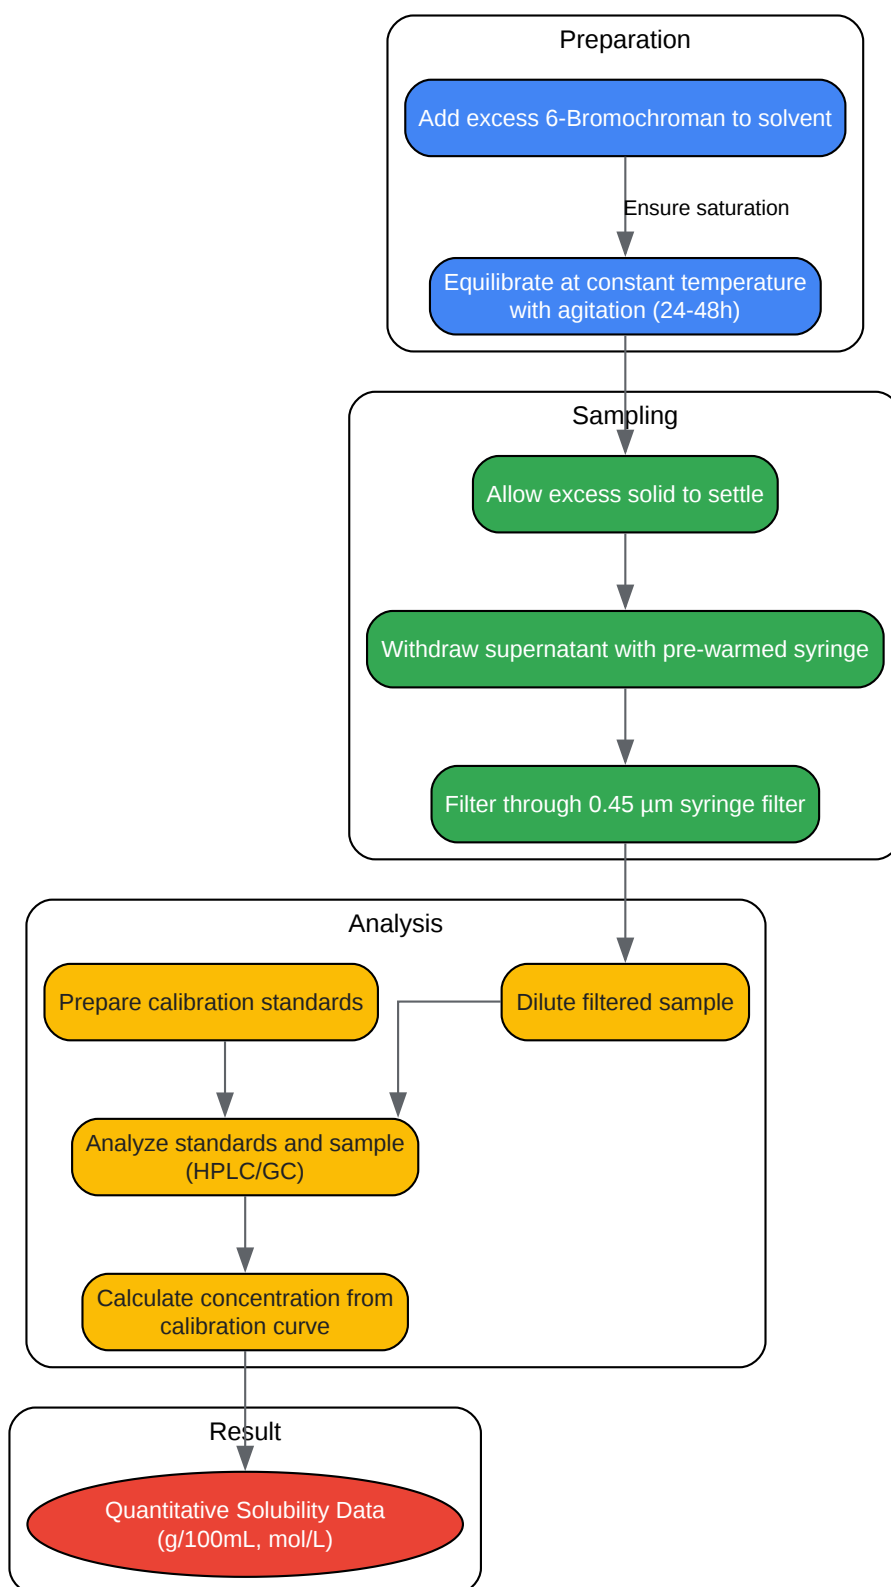 Preparation
Add excess 6-Bromochroman to solvent
Ensure saturation
Equilibrate at constant temperature
with agitation (24-48h)
Sampling
Allow excess solid to settle
Withdraw supernatant with pre-warmed syringe
Filter through 0.45 µm syringe filter
Analysis
Prepare calibration standards
Dilute filtered sample
Analyze standards and sample
(HPLC/GC)
Calculate concentration from
calibration curve
Result
Quantitative Solubility Data
(g/100mL, mol/L)